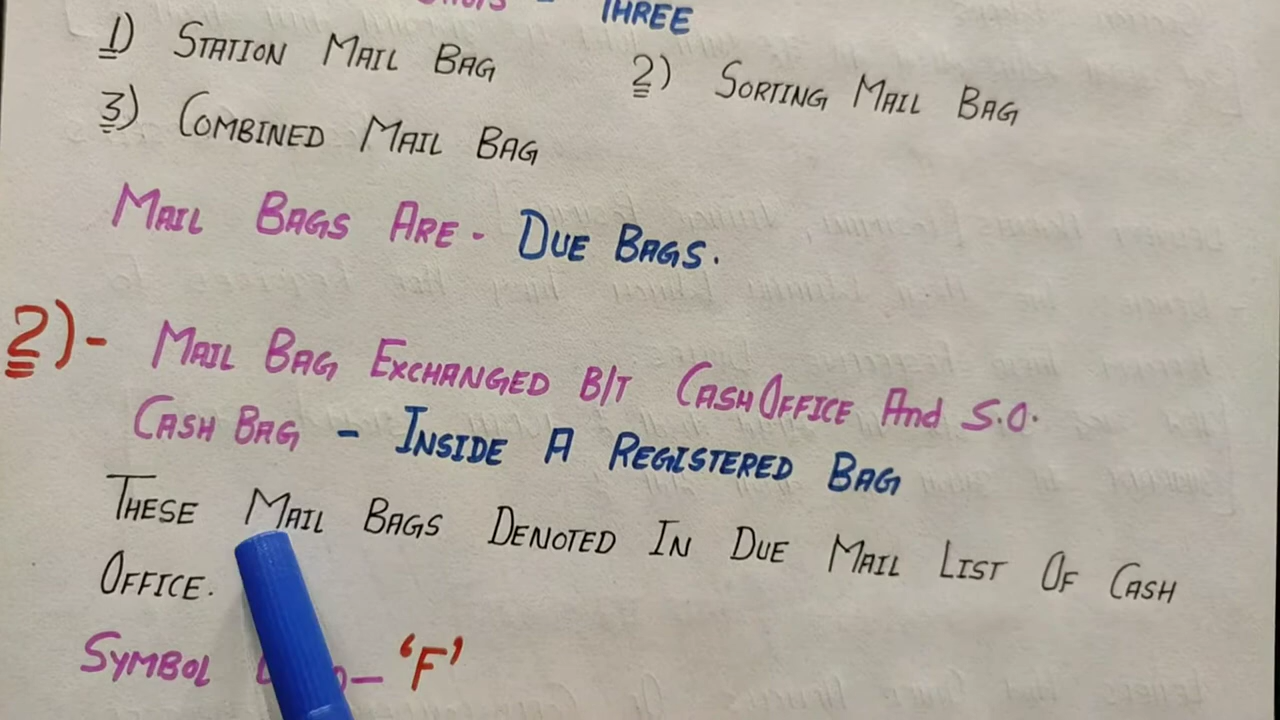 - THREE
1) STATION MAIL BAG 2) SORTING MAIL BAG
3) COMBINED MAIL BAG
MAIL BAGS ARE - DUE BAGS.
2)- MAIL BAG EXCHANGED B/T CASH OFFICE And S.O.
CASH BAG - INSIDE A REGISTERED BAG
THESE MAIL BAGS DENOTED IN DUE MAIL LIST OF CASH
OFFICE.
SYMBOL - 'F'